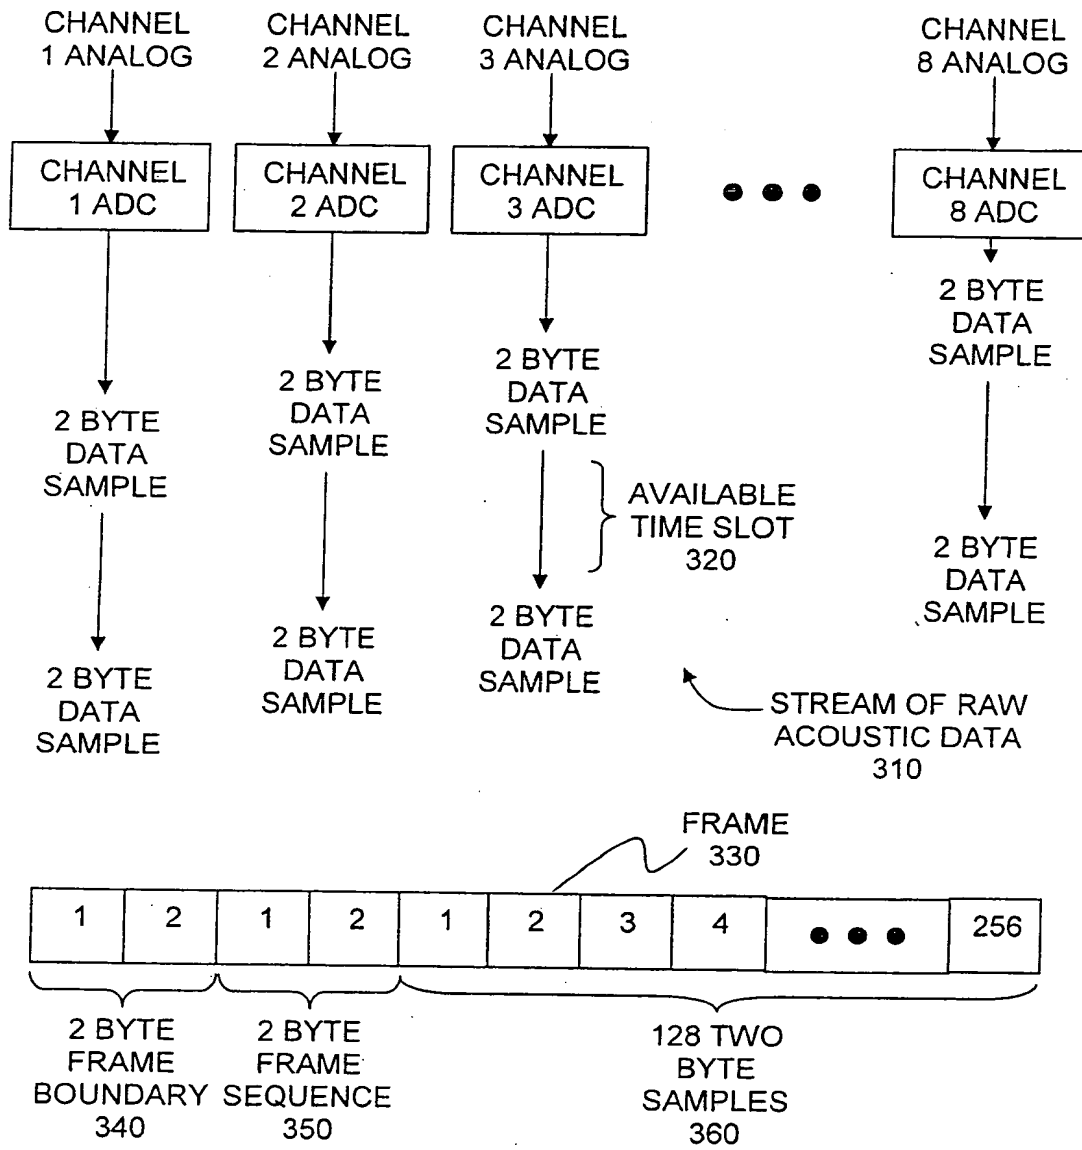 CHANNEL
1 ANALOG
CHANNEL
2 ANALOG
CHANNEL
3 ANALOG
CHANNEL
8 ANALOG
CHANNEL
1 ADC
CHANNEL
2 ADC
CHANNEL
3 ADC
CHANNEL
8 ADC
2 BYTE
DATA
SAMPLE
2 BYTE
DATA
SAMPLE
2 BYTE
DATA
SAMPLE
2 BYTE
DATA
SAMPLE
AVAILABLE
TIME SLOT
320
2 BYTE
DATA
SAMPLE
2 BYTE
DATA
SAMPLE
2 BYTE
DATA
SAMPLE
2 BYTE
DATA
SAMPLE
STREAM OF RAW
ACOUSTIC DATA
310
FRAME
330
1 2 1 2 1 2 3 4 256
2 BYTE
FRAME
BOUNDARY
340
2 BYTE
FRAME
SEQUENCE
350
128 TWO
BYTE
SAMPLES
360